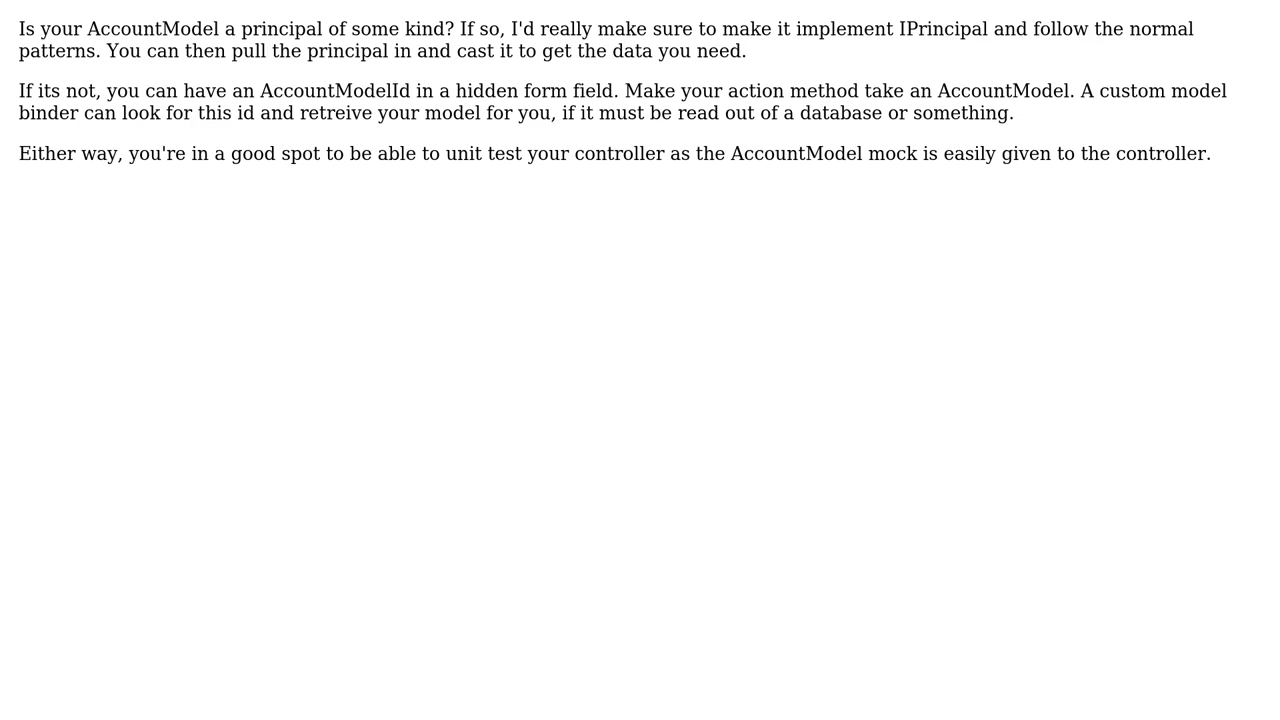 Is your AccountModel a principal of some kind? If so, I'd really make sure to make it implement IPrincipal and follow the normal
patterns. You can then pull the principal in and cast it to get the data you need.
If its not, you can have an AccountModelId in a hidden form field. Make your action method take an AccountModel. A custom model
binder can look for this id and retreive your model for you, if it must be read out of a database or something.
Either way, you're in a good spot to be able to unit test your controller as the AccountModel mock is easily given to the controller.